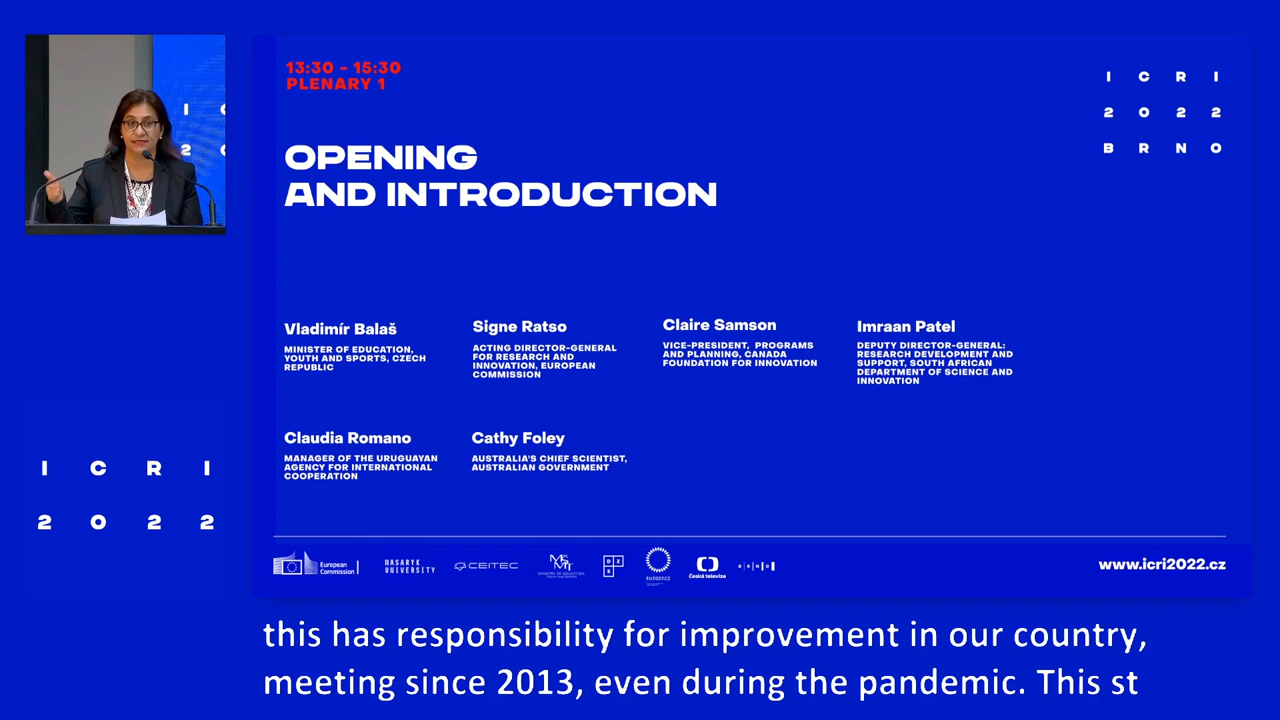 13:30 - 15:30
PLENARY 1
OPENING
AND INTRODUCTION
I C R I
2 0 2 2
B R N O
Vladimír Balaš
MINISTER OF EDUCATION,
YOUTH AND SPORTS, CZECH
REPUBLIC
Signe Ratso
ACTING DIRECTOR-GENERAL
FOR RESEARCH AND
INNOVATION, EUROPEAN
COMMISSION
Claire Samson
VICE-PRESIDENT, PROGRAMS
AND PLANNING, CANADA
FOUNDATION FOR INNOVATION
Imraan Patel
DEPUTY DIRECTOR-GENERAL:
RESEARCH DEVELOPMENT AND
SUPPORT, SOUTH AFRICAN
DEPARTMENT OF SCIENCE AND
INNOVATION
Claudia Romano
MANAGER OF THE URUGUAYAN
AGENCY FOR INTERNATIONAL
COOPERATION
Cathy Foley
AUSTRALIA'S CHIEF SCIENTIST,
AUSTRALIAN GOVERNMENT
I C R I
2 0 2 2
European
Commission
MASARYK
UNIVERSITY
CEITEC
Česká televize
B R N O
www.icri2022.cz
this has responsibility for improvement in our country,
meeting since 2013, even during the pandemic. This st